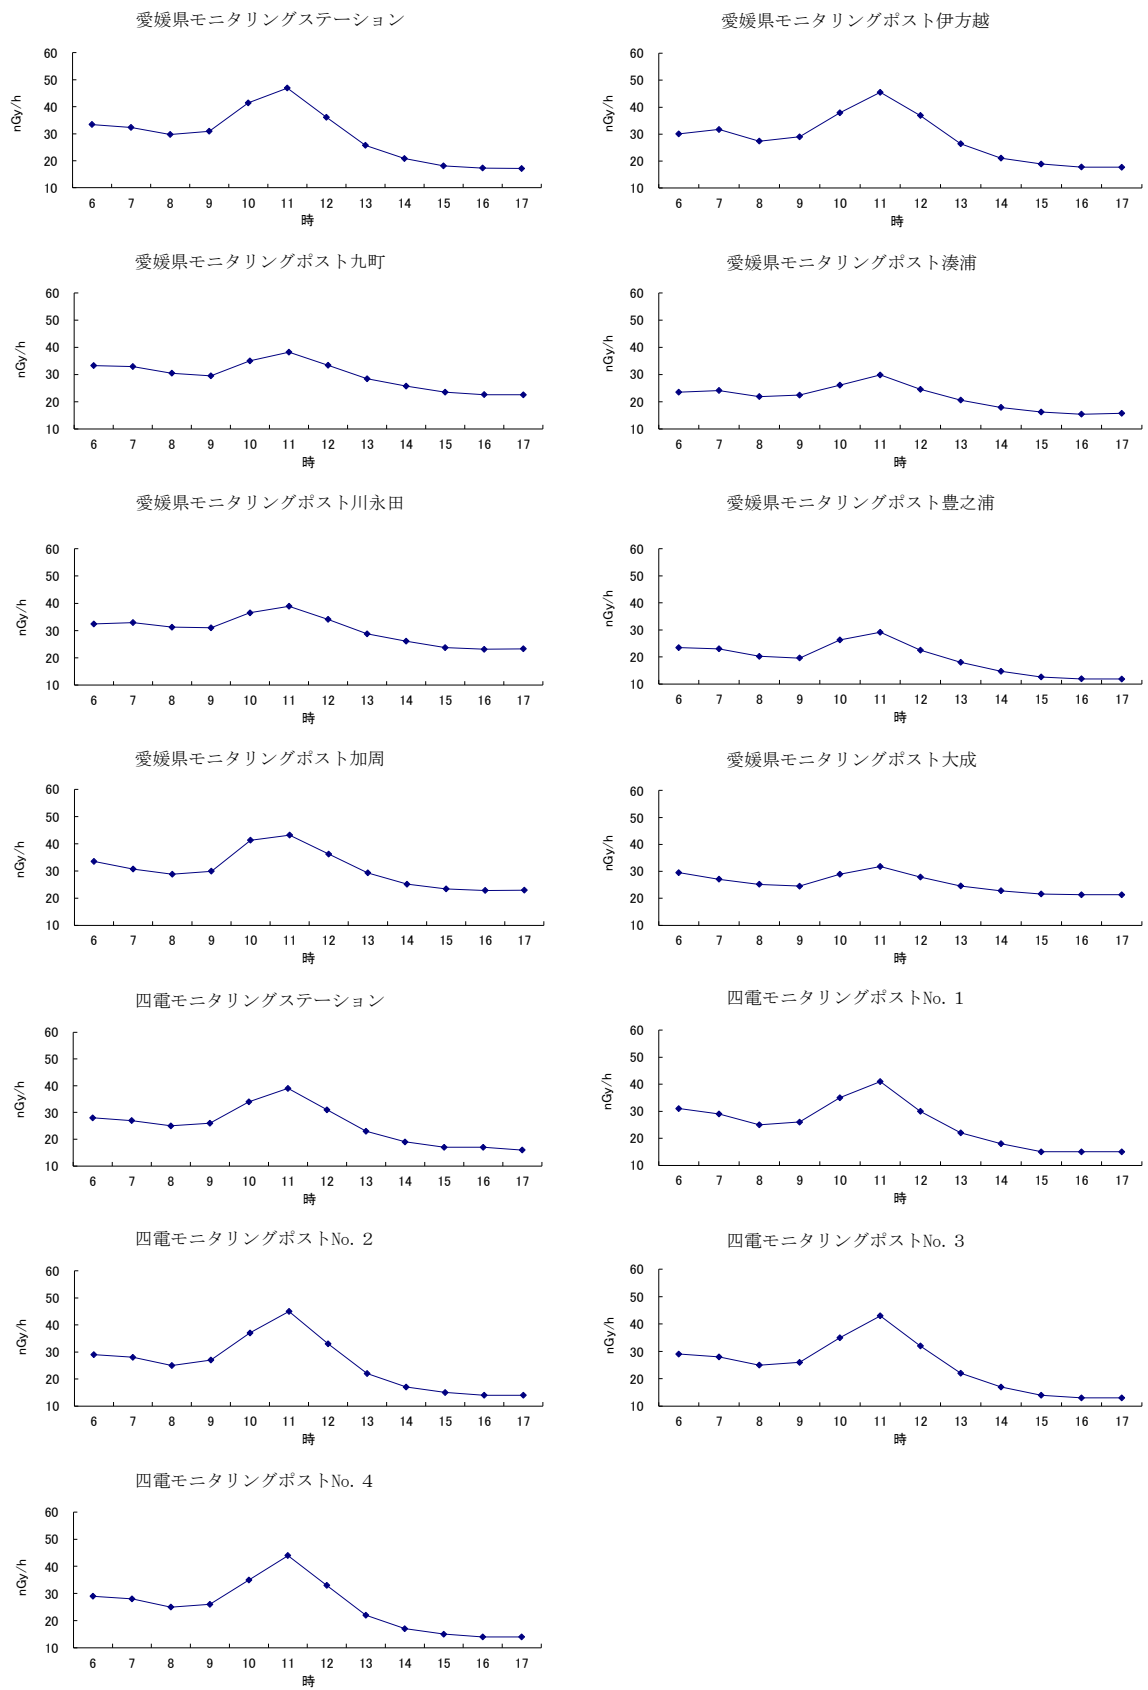 愛媛県モニタリングステーション
60
50
40
30
20
10
nGy/h
6 7 8 9 10 11 12 13 14 15 16 17
時
愛媛県モニタリングポスト伊方越
60
50
40
30
20
10
nGy/h
6 7 8 9 10 11 12 13 14 15 16 17
時
愛媛県モニタリングポスト九町
60
50
40
30
20
10
nGy/h
6 7 8 9 10 11 12 13 14 15 16 17
時
愛媛県モニタリングポスト湊浦
60
50
40
30
20
10
nGy/h
6 7 8 9 10 11 12 13 14 15 16 17
時
愛媛県モニタリングポスト川永田
60
50
40
30
20
10
nGy/h
6 7 8 9 10 11 12 13 14 15 16 17
時
愛媛県モニタリングポスト豊之浦
60
50
40
30
20
10
nGy/h
6 7 8 9 10 11 12 13 14 15 16 17
時
愛媛県モニタリングポスト加周
60
50
40
30
20
10
nGy/h
6 7 8 9 10 11 12 13 14 15 16 17
時
愛媛県モニタリングポスト大成
60
50
40
30
20
10
nGy/h
6 7 8 9 10 11 12 13 14 15 16 17
時
四電モニタリングステーション
60
50
40
30
20
10
nGy/h
6 7 8 9 10 11 12 13 14 15 16 17
時
四電モニタリングポストNo.１
60
50
40
30
20
10
nGy/h
6 7 8 9 10 11 12 13 14 15 16 17
時
四電モニタリングポストNo.２
60
50
40
30
20
10
nGy/h
6 7 8 9 10 11 12 13 14 15 16 17
時
四電モニタリングポストNo.３
60
50
40
30
20
10
nGy/h
6 7 8 9 10 11 12 13 14 15 16 17
時
四電モニタリングポストNo.４
60
50
40
30
20
10
nGy/h
6 7 8 9 10 11 12 13 14 15 16 17
時